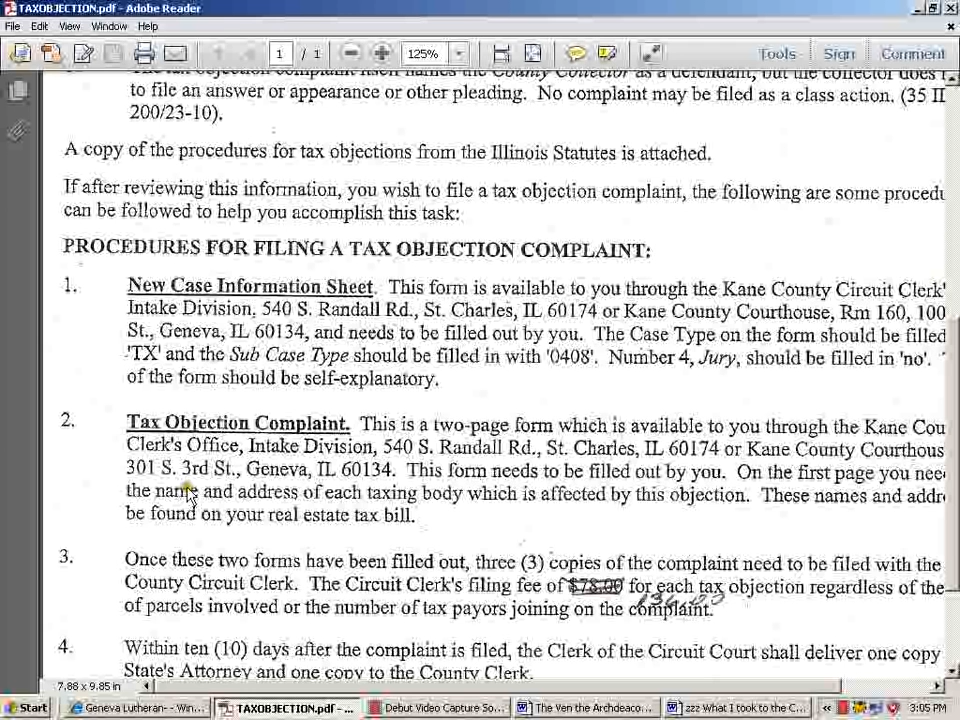 TAXOBJECTION.pdf - Adobe Reader
File Edit View Window Help
1 / 1 125% Tools Sign Comment
The tax objection complaint itself names the County Collector as a defendant, but the collector does
to file an answer or appearance or other pleading. No complaint may be filed as a class action. (35 Il
200/23-10).
A copy of the procedures for tax objections from the Illinois Statutes is attached.
If after reviewing this information, you wish to file a tax objection complaint, the following are some procedu
can be followed to help you accomplish this task:
PROCEDURES FOR FILING A TAX OBJECTION COMPLAINT:
1. New Case Information Sheet. This form is available to you through the Kane County Circuit Clerk'
Intake Division, 540 S. Randall Rd., St. Charles, IL 60174 or Kane County Courthouse, Rm 160, 100
St., Geneva, IL 60134, and needs to be filled out by you. The Case Type on the form should be filled
'TX' and the Sub Case Type should be filled in with '0408'. Number 4, Jury, should be filled in 'no'.
of the form should be self-explanatory.
2. Tax Objection Complaint. This is a two-page form which is available to you through the Kane Cou
Clerk's Office, Intake Division, 540 S. Randall Rd., St. Charles, IL 60174 or Kane County Courthous
301 S. 3rd St., Geneva, IL 60134. This form needs to be filled out by you. On the first page you nee
the name and address of each taxing body which is affected by this objection. These names and addr
be found on your real estate tax bill.
3. Once these two forms have been filled out, three (3) copies of the complaint need to be filed with the
County Circuit Clerk. The Circuit Clerk's filing fee of $78.00 for each tax objection regardless of the
of parcels involved or the number of tax payors joining on the complaint.
4. Within ten (10) days after the complaint is filed, the Clerk of the Circuit Court shall deliver one copy
State's Attorney and one copy to the County Clerk.
7.88 x 9.85 in
Start Geneva Lutheran- - Win... TAXOBJECTION.pdf - ... Debut Video Capture So... The Ven the Archdeaco... zzz What I took to the C... « 3:05 PM